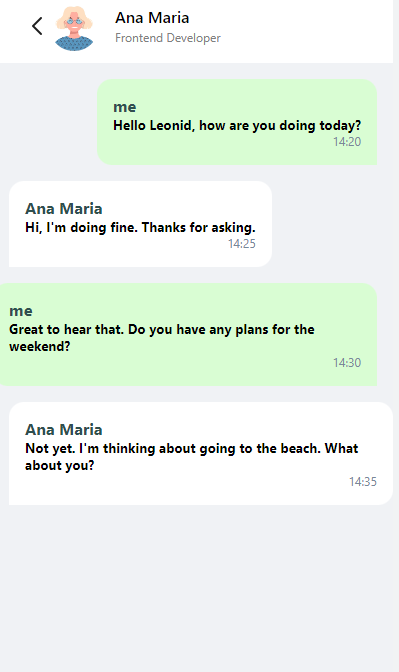 Ana Maria
Frontend Developer
me
Hello Leonid, how are you doing today?
14:20
Ana Maria
Hi, I'm doing fine. Thanks for asking.
14:25
me
Great to hear that. Do you have any plans for the
weekend?
14:30
Ana Maria
Not yet. I'm thinking about going to the beach. What
about you?
14:35